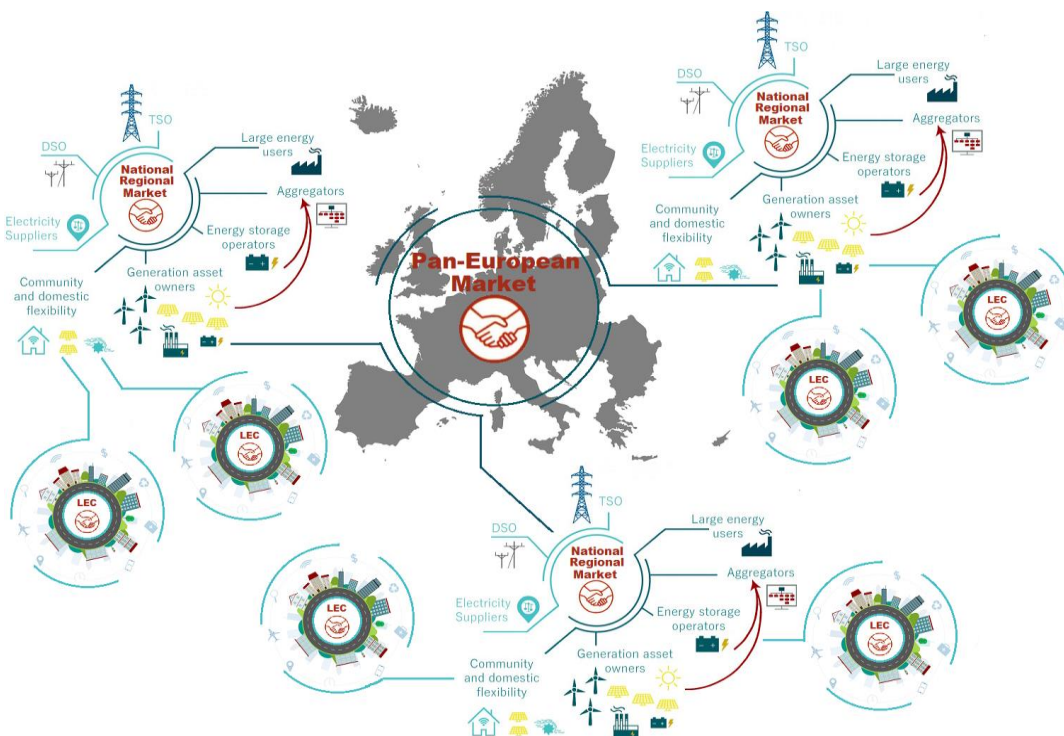 TSO
DSO
National
Regional
Market
Large energy
users
Aggregators
Electricity
Suppliers
Energy storage
operators
Generation asset
owners
Community
and domestic
flexibility
LEC
LEC
TSO
DSO
National
Regional
Market
Large energy
users
Aggregators
Electricity
Suppliers
Energy storage
operators
Generation asset
owners
Community
and domestic
flexibility
LEC
LEC
Pan-European
Market
TSO
DSO
National
Regional
Market
Large energy
users
Aggregators
Electricity
Suppliers
Energy storage
operators
Generation asset
owners
Community
and domestic
flexibility
LEC
LEC